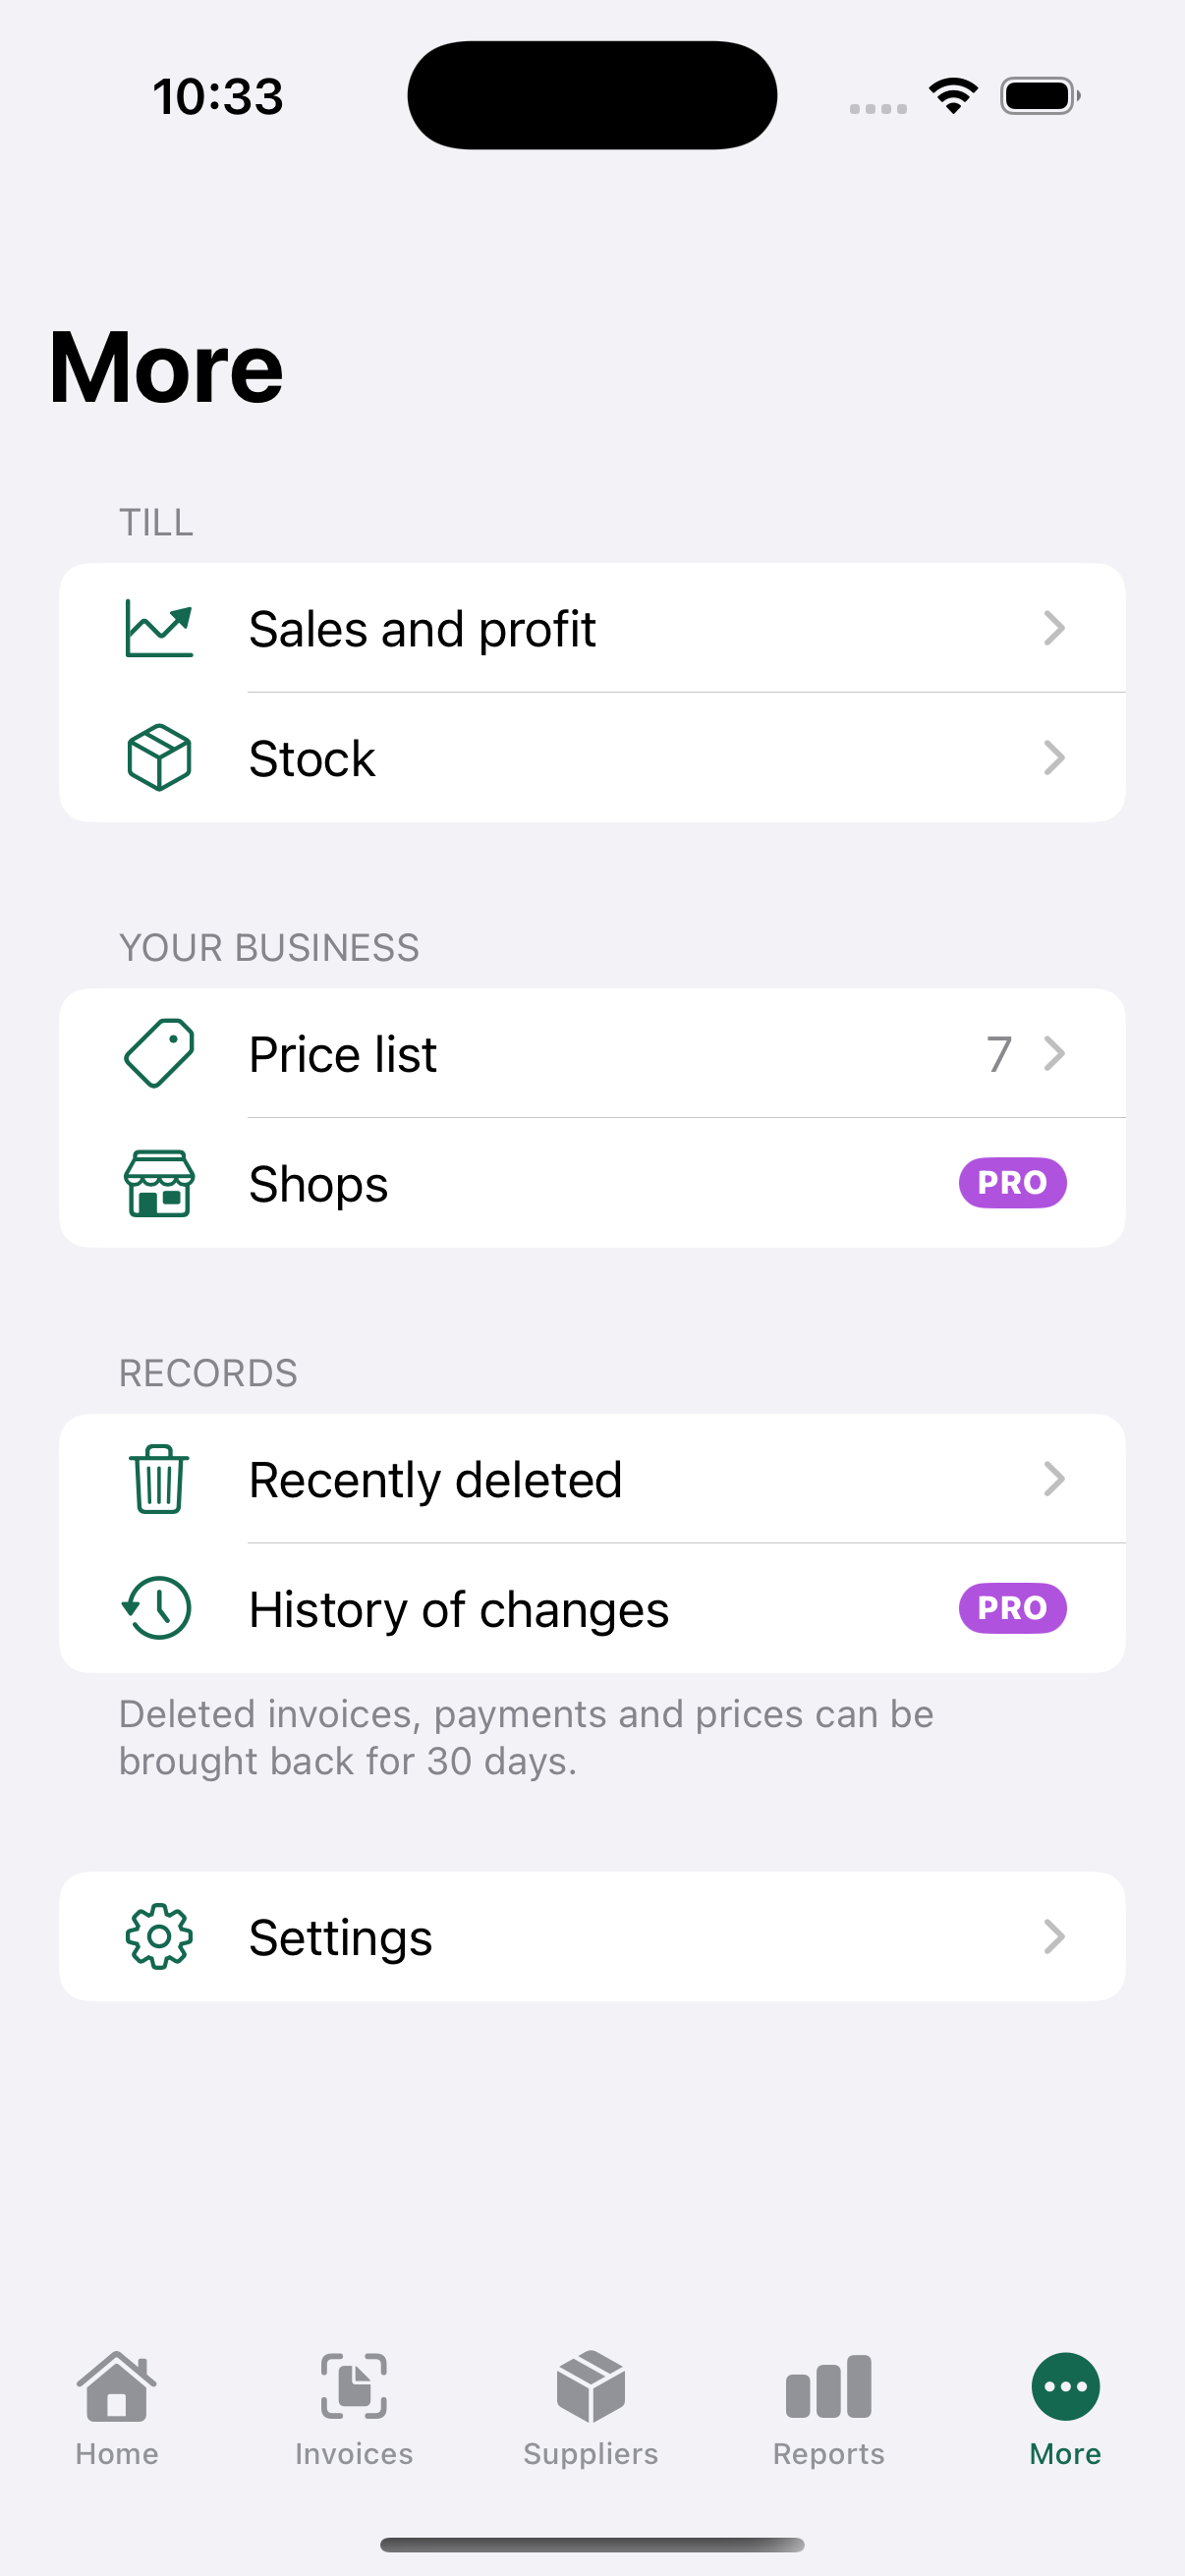 10:33
More
TILL
Sales and profit
Stock
YOUR BUSINESS
Price list 7
Shops PRO
RECORDS
Recently deleted
History of changes PRO
Deleted invoices, payments and prices can be
brought back for 30 days.
Settings
Home Invoices Suppliers Reports More